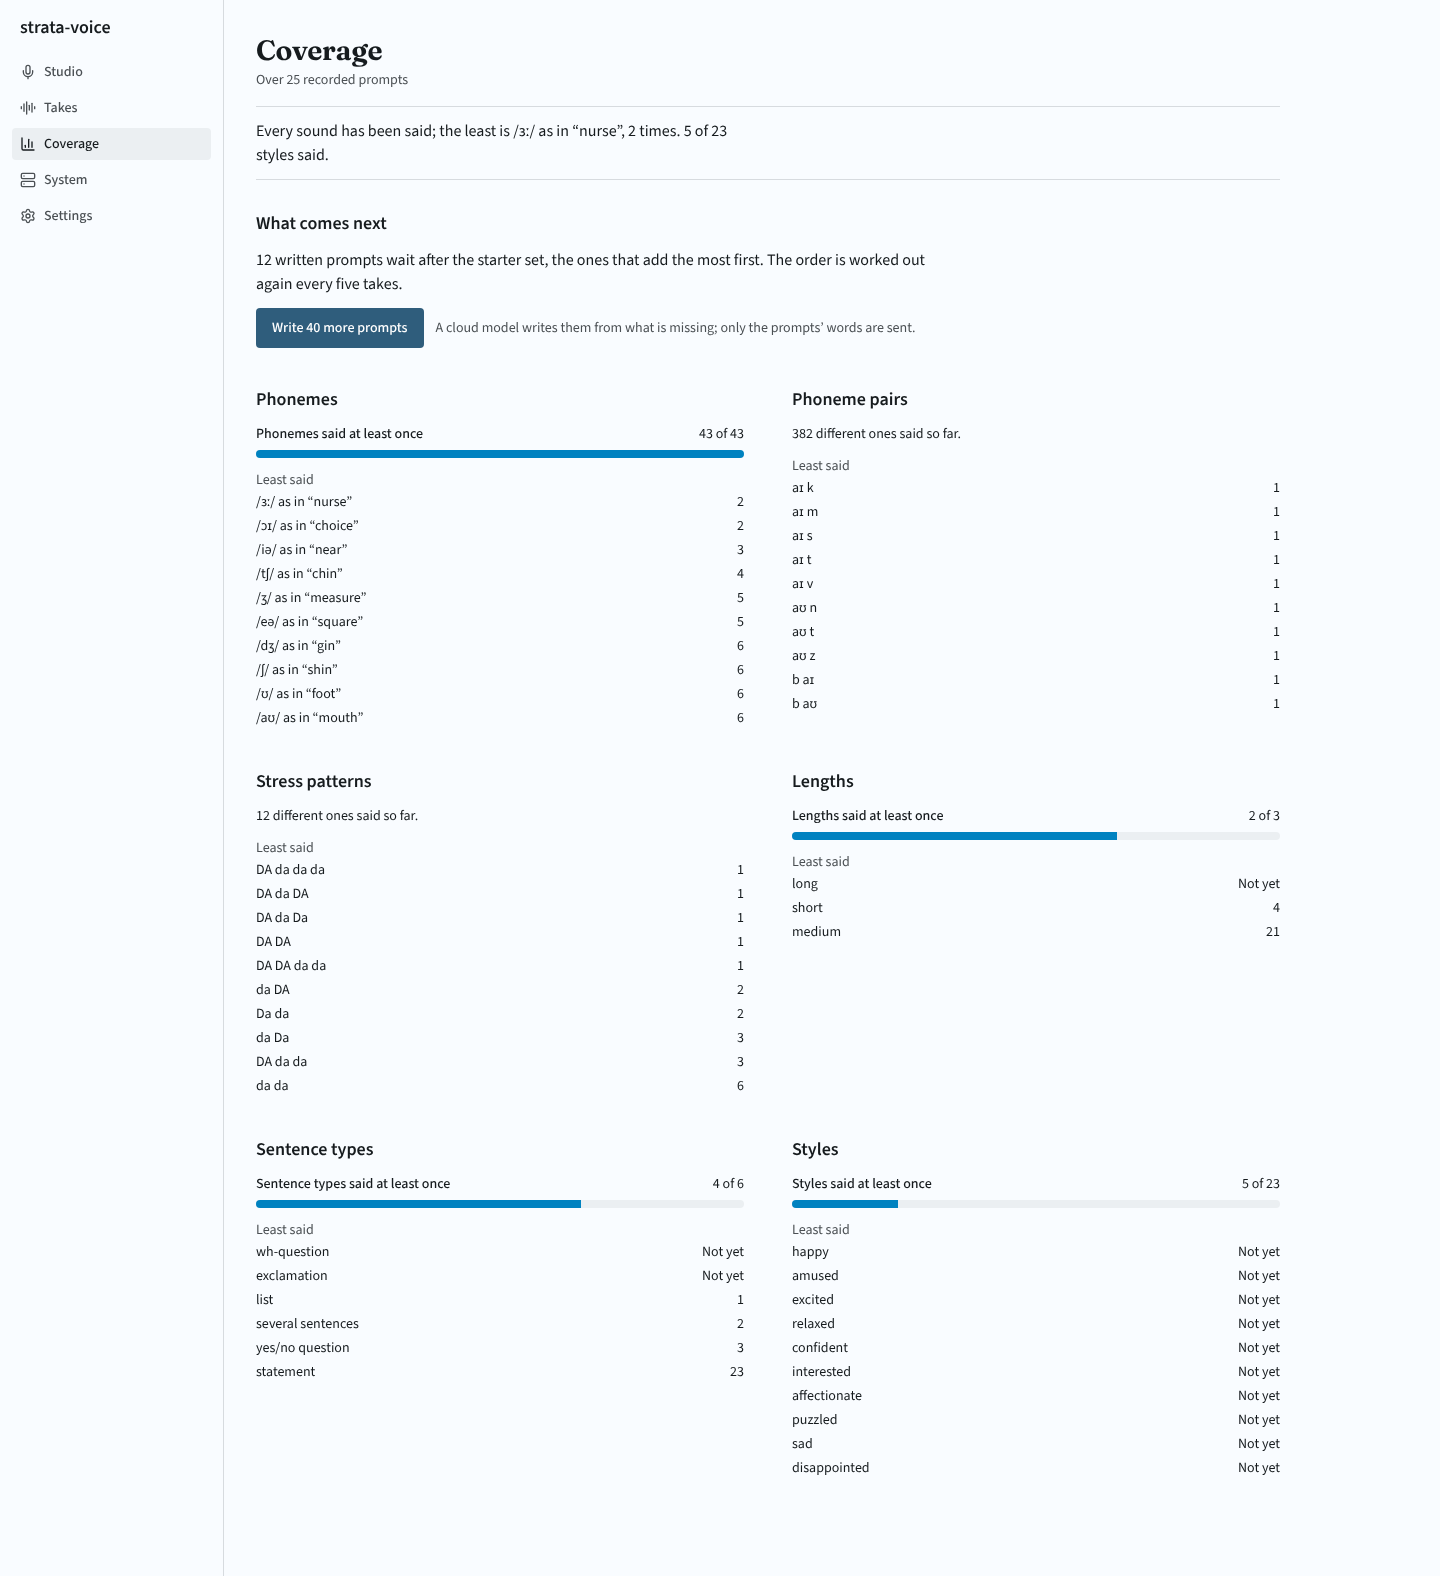 strata-voice
Studio
Takes
Coverage
System
Settings
Coverage
Over 25 recorded prompts
Every sound has been said; the least is /ɜː/ as in “nurse”, 2 times. 5 of 23
styles said.
What comes next
12 written prompts wait after the starter set, the ones that add the most first. The order is worked out
again every five takes.
Write 40 more prompts
A cloud model writes them from what is missing; only the prompts’ words are sent.
Phonemes
Phonemes said at least once 43 of 43
Least said
/ɜː/ as in “nurse” 2
/ɔɪ/ as in “choice” 2
/iə/ as in “near” 3
/tʃ/ as in “chin” 4
/ʒ/ as in “measure” 5
/eə/ as in “square” 5
/dʒ/ as in “gin” 6
/ʃ/ as in “shin” 6
/ʊ/ as in “foot” 6
/aʊ/ as in “mouth” 6
Phoneme pairs
382 different ones said so far.
Least said
aɪ k 1
aɪ m 1
aɪ s 1
aɪ t 1
aɪ v 1
aʊ n 1
aʊ t 1
aʊ z 1
b aɪ 1
b aʊ 1
Stress patterns
12 different ones said so far.
Least said
DA da da da 1
DA da DA 1
DA da Da 1
DA DA 1
DA DA da da 1
da DA 2
Da da 2
da Da 3
DA da da 3
da da 6
Lengths
Lengths said at least once 2 of 3
Least said
long Not yet
short 4
medium 21
Sentence types
Sentence types said at least once 4 of 6
Least said
wh-question Not yet
exclamation Not yet
list 1
several sentences 2
yes/no question 3
statement 23
Styles
Styles said at least once 5 of 23
Least said
happy Not yet
amused Not yet
excited Not yet
relaxed Not yet
confident Not yet
interested Not yet
affectionate Not yet
puzzled Not yet
sad Not yet
disappointed Not yet